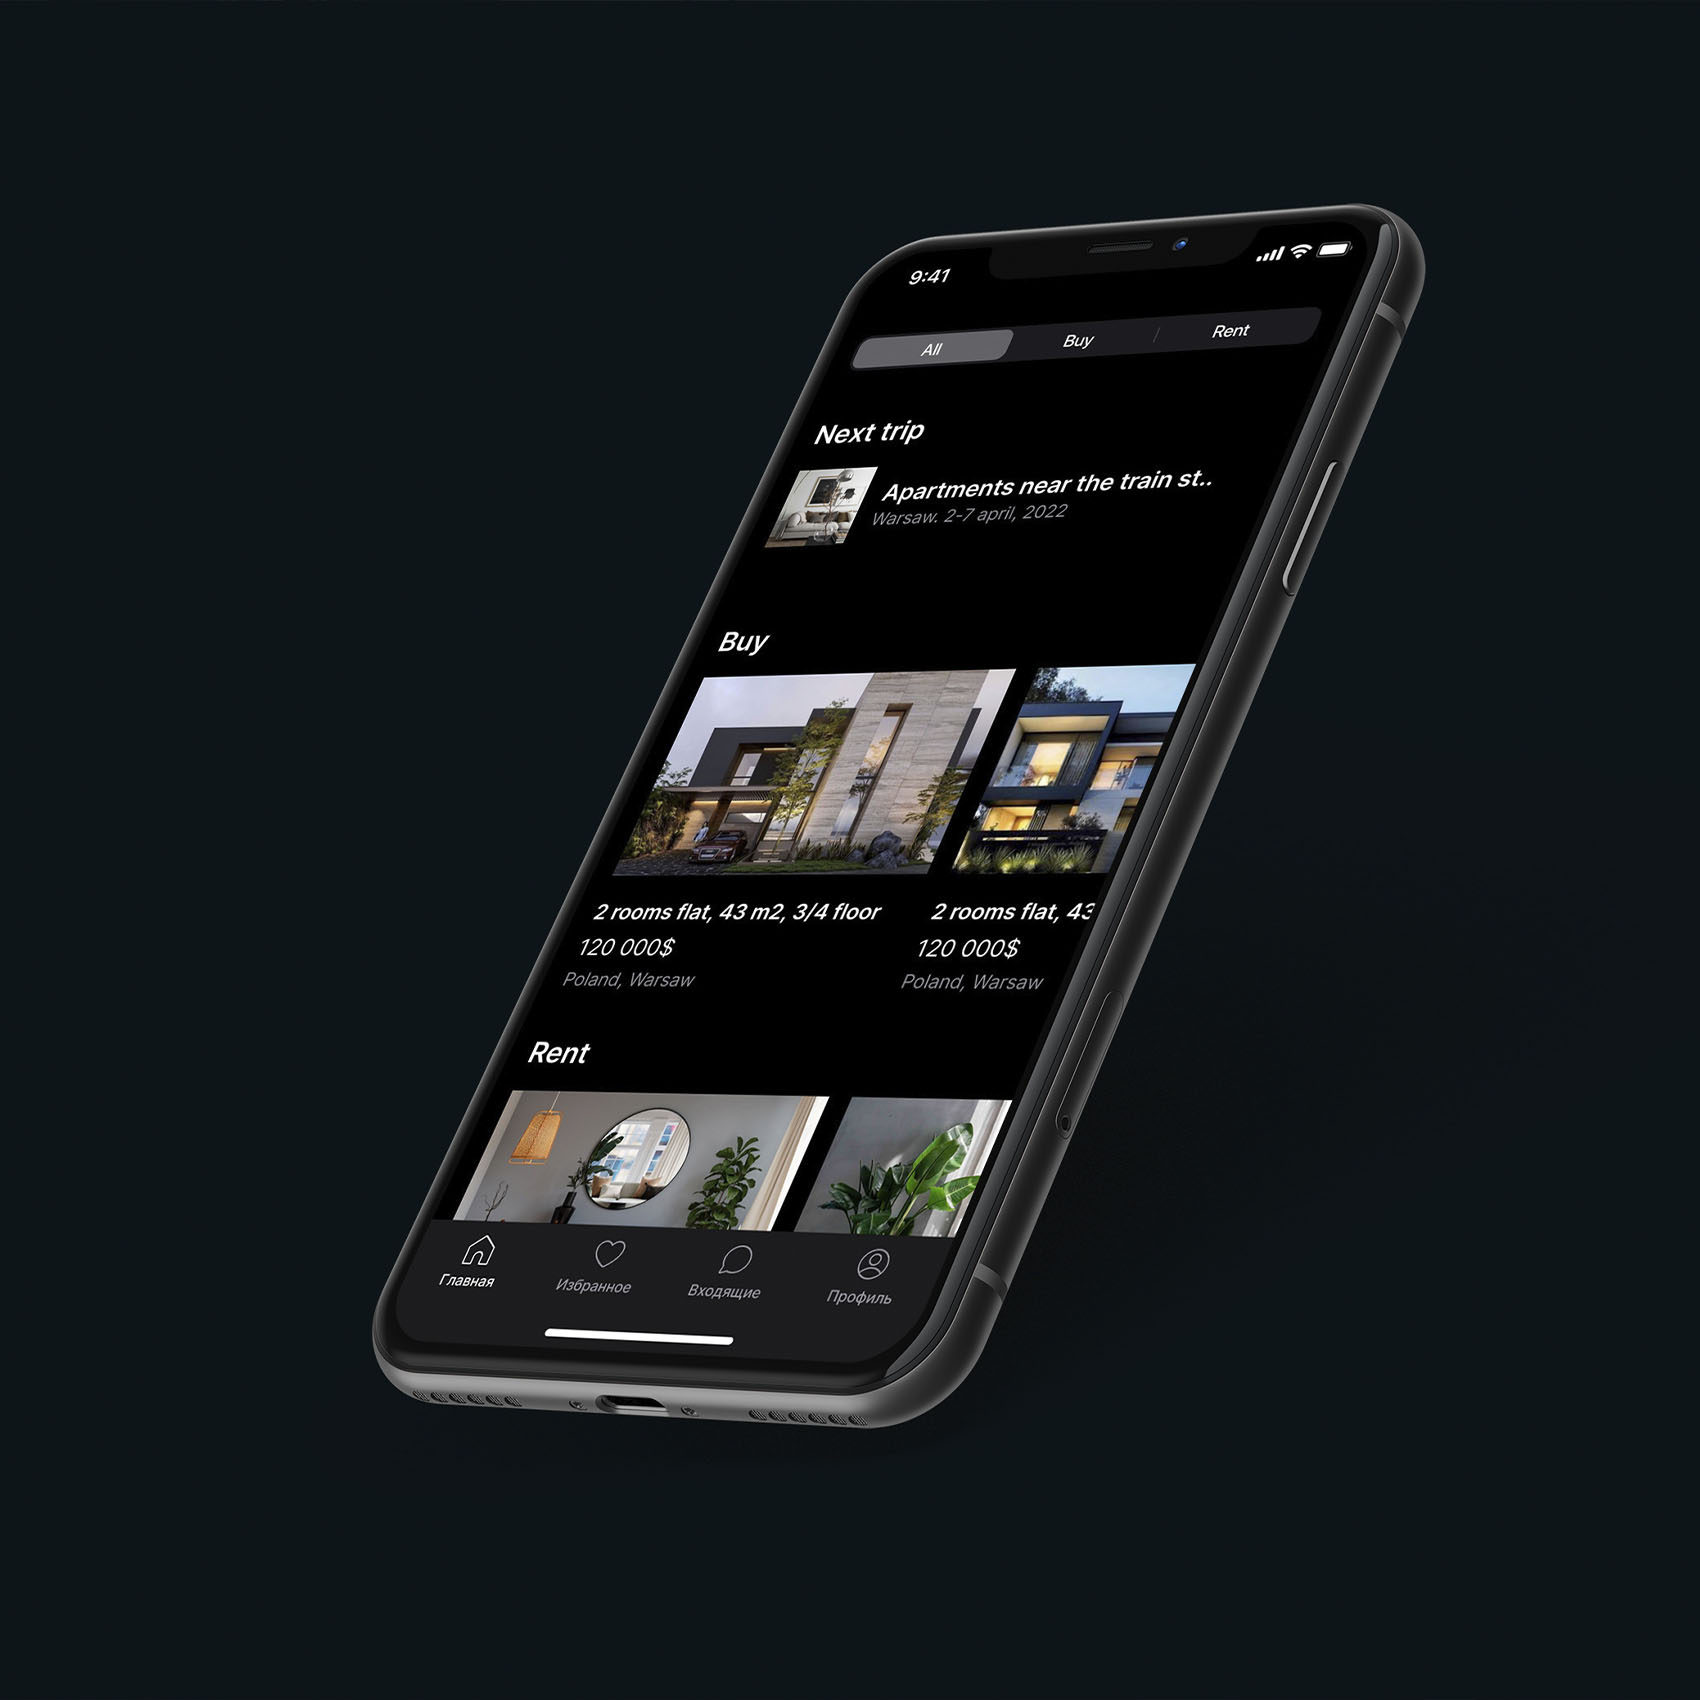 9:41
All
Buy
Rent
Next trip
Apartments near the train st..
Warsaw. 2-7 april, 2022
Buy
2 rooms flat, 43 m2, 3/4 floor
120 000$
Poland, Warsaw
2 rooms flat, 43
120 000$
Poland, Warsaw
Rent
Главная
Избранное
Входящие
Профиль